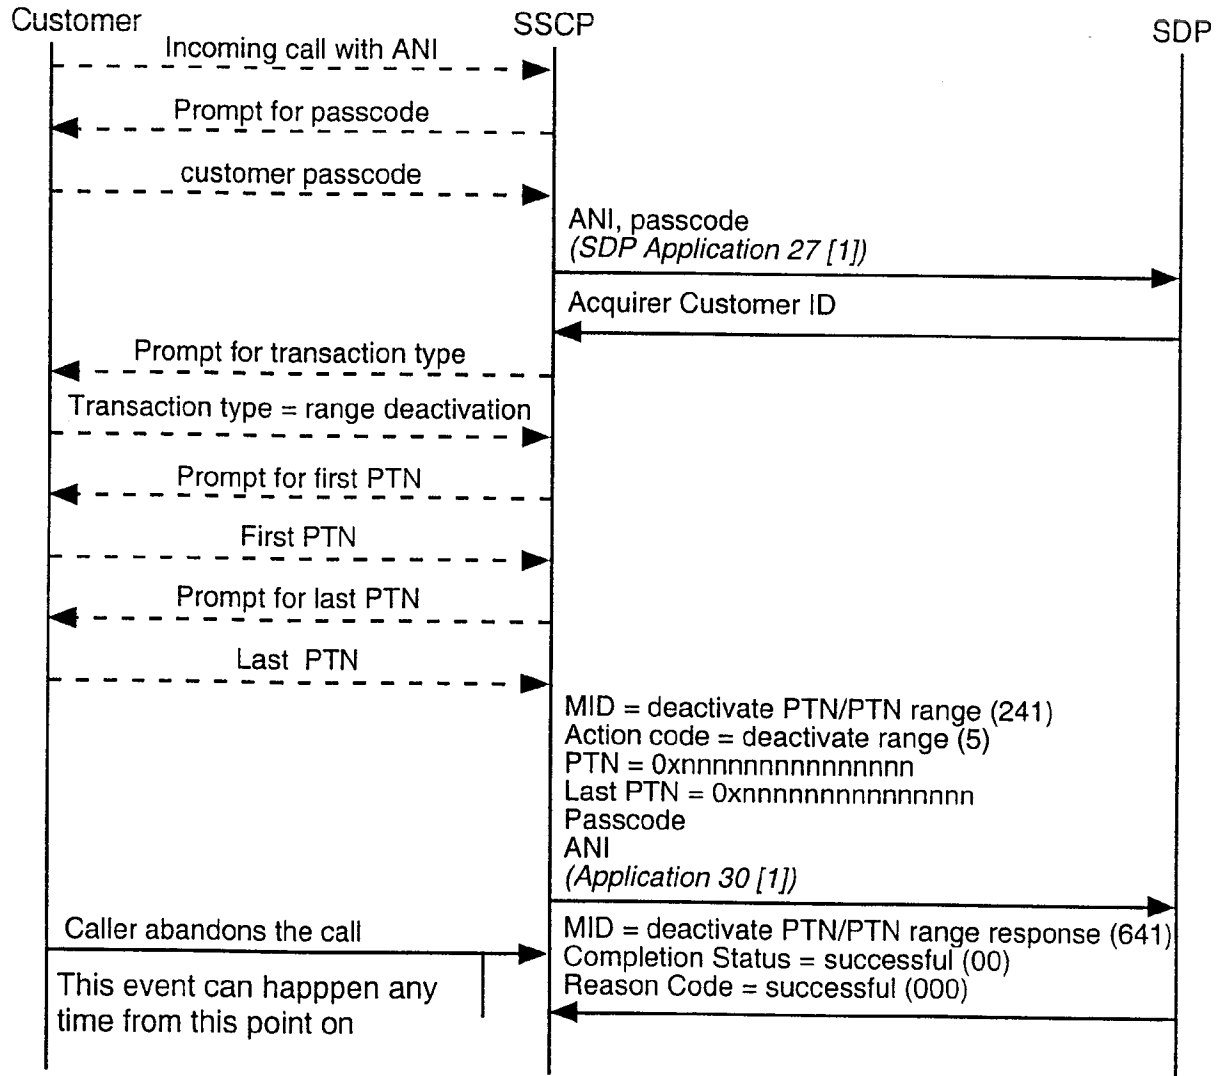 Customer
SSCP
SDP
Incoming call with ANI
Prompt for passcode
customer passcode
ANI, passcode
(SDP Application 27 [1])
Acquirer Customer ID
Prompt for transaction type
Transaction type = range deactivation
Prompt for first PTN
First PTN
Prompt for last PTN
Last PTN
MID = deactivate PTN/PTN range (241)
Action code = deactivate range (5)
PTN = 0xnnnnnnnnnnnnnnnn
Last PTN = 0xnnnnnnnnnnnnnnnn
Passcode
ANI
(Application 30 [1])
Caller abandons the call
MID = deactivate PTN/PTN range response (641)
Completion Status = successful (00)
Reason Code = successful (000)
This event can happpen any
time from this point on